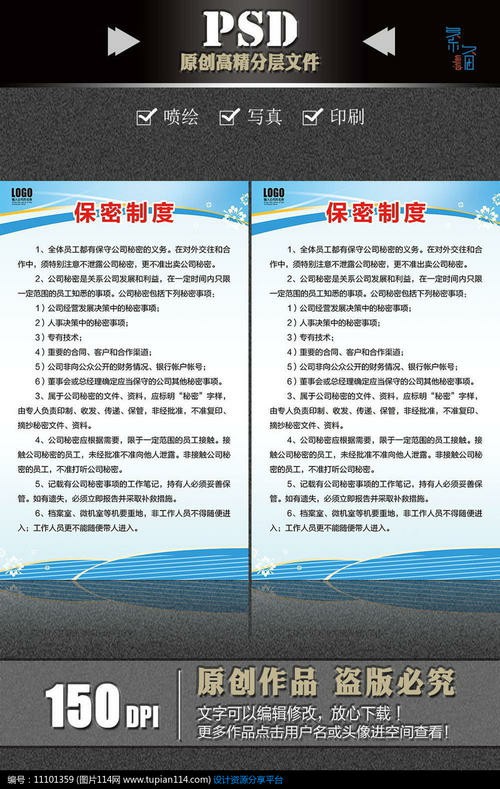 PSD
原创高精分层文件
喷绘 写真 印刷
LOGO
保密制度
1、全体员工都有保守公司秘密的义务。在对外交往和合
作中，须特别注意不泄露公司秘密，更不准出卖公司秘密。
2、公司秘密是关系公司发展和利益，在一定时间内只限
一定范围的员工知悉的事项。公司秘密包括下列秘密事项：
1）公司经营发展决策中的秘密事项；
2）人事决策中的秘密事项；
3）专有技术；
4）重要的合同、客户和合作渠道；
5）公司非向公众公开的财务情况、银行帐户帐号；
6）董事会或总经理确定应当保守的公司其他秘密事项。
3、属于公司秘密的文件、资料，应标明“秘密”字样，
由专人负责印制、收发、传递、保管，非经批准，不准复印、
摘抄秘密文件、资料。
4、公司秘密应根据需要，限于一定范围的员工接触。接
触公司秘密的员工，未经批准不准向他人泄露。非接触公司秘
密的员工，不准打听公司秘密。
5、记载有公司秘密事项的工作笔记，持有人必须妥善保
管。如有遗失，必须立即报告并采取补救措施。
6、档案室、微机室等机要重地，非工作人员不得随便进
入；工作人员更不能随便带人进入。
LOGO
保密制度
1、全体员工都有保守公司秘密的义务。在对外交往和合
作中，须特别注意不泄露公司秘密，更不准出卖公司秘密。
2、公司秘密是关系公司发展和利益，在一定时间内只限
一定范围的员工知悉的事项。公司秘密包括下列秘密事项：
1）公司经营发展决策中的秘密事项；
2）人事决策中的秘密事项；
3）专有技术；
4）重要的合同、客户和合作渠道；
5）公司非向公众公开的财务情况、银行帐户帐号；
6）董事会或总经理确定应当保守的公司其他秘密事项。
3、属于公司秘密的文件、资料，应标明“秘密”字样，
由专人负责印制、收发、传递、保管，非经批准，不准复印、
摘抄秘密文件、资料。
4、公司秘密应根据需要，限于一定范围的员工接触。接
触公司秘密的员工，未经批准不准向他人泄露。非接触公司秘
密的员工，不准打听公司秘密。
5、记载有公司秘密事项的工作笔记，持有人必须妥善保
管。如有遗失，必须立即报告并采取补救措施。
6、档案室、微机室等机要重地，非工作人员不得随便进
入；工作人员更不能随便带人进入。
150DPI
原创作品 盗版必究
文字可以编辑修改，放心下载！
更多作品点击用户名或头像进空间查看！
编号：11101359 (图片114网 www.tupian114.com)设计资源分享平台